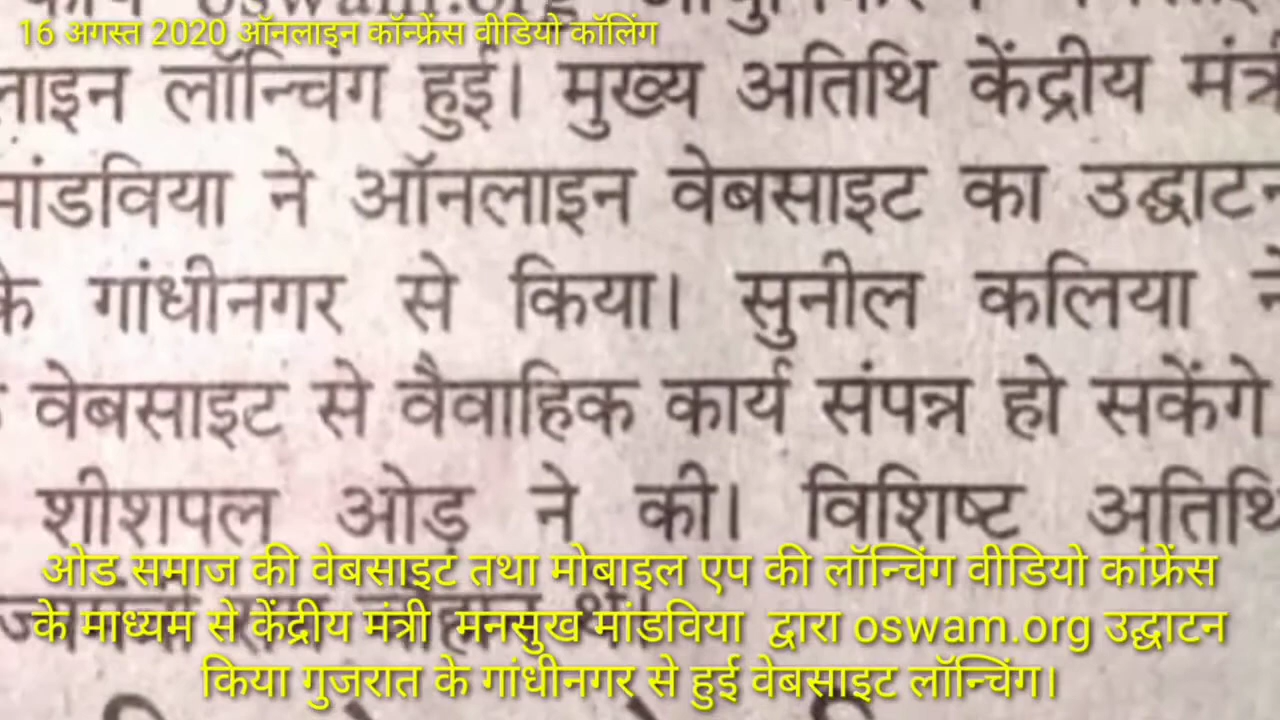 oswam.org
16 अगस्त 2020 ऑनलाइन कॉन्फ्रेंस वीडियो कॉलिंग
लाइन लॉन्चिंग हुई। मुख्य अतिथि केंद्रीय मंत्री
मांडविया ने ऑनलाइन वेबसाइट का उद्घाटन
के गांधीनगर से किया। सुनील कलिया ने
वेबसाइट से वैवाहिक कार्य संपन्न हो सकेंगे
शीशपल ओड़ ने की। विशिष्ट अतिथि
ओड समाज की वेबसाइट तथा मोबाइल एप की लॉन्चिंग वीडियो कांफ्रेंस
के माध्यम से केंद्रीय मंत्री मनसुख मांडविया द्वारा oswam.org उद्घाटन
किया गुजरात के गांधीनगर से हुई वेबसाइट लॉन्चिंग।